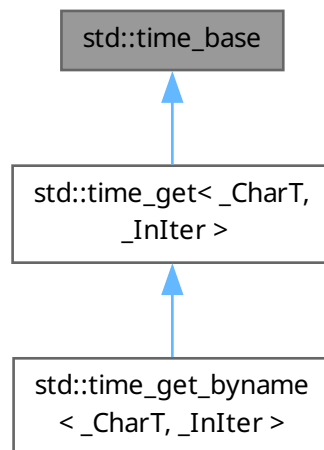 std::time_base
std::time_get< _CharT,
_InIter >
std::time_get_byname
< _CharT, _InIter >